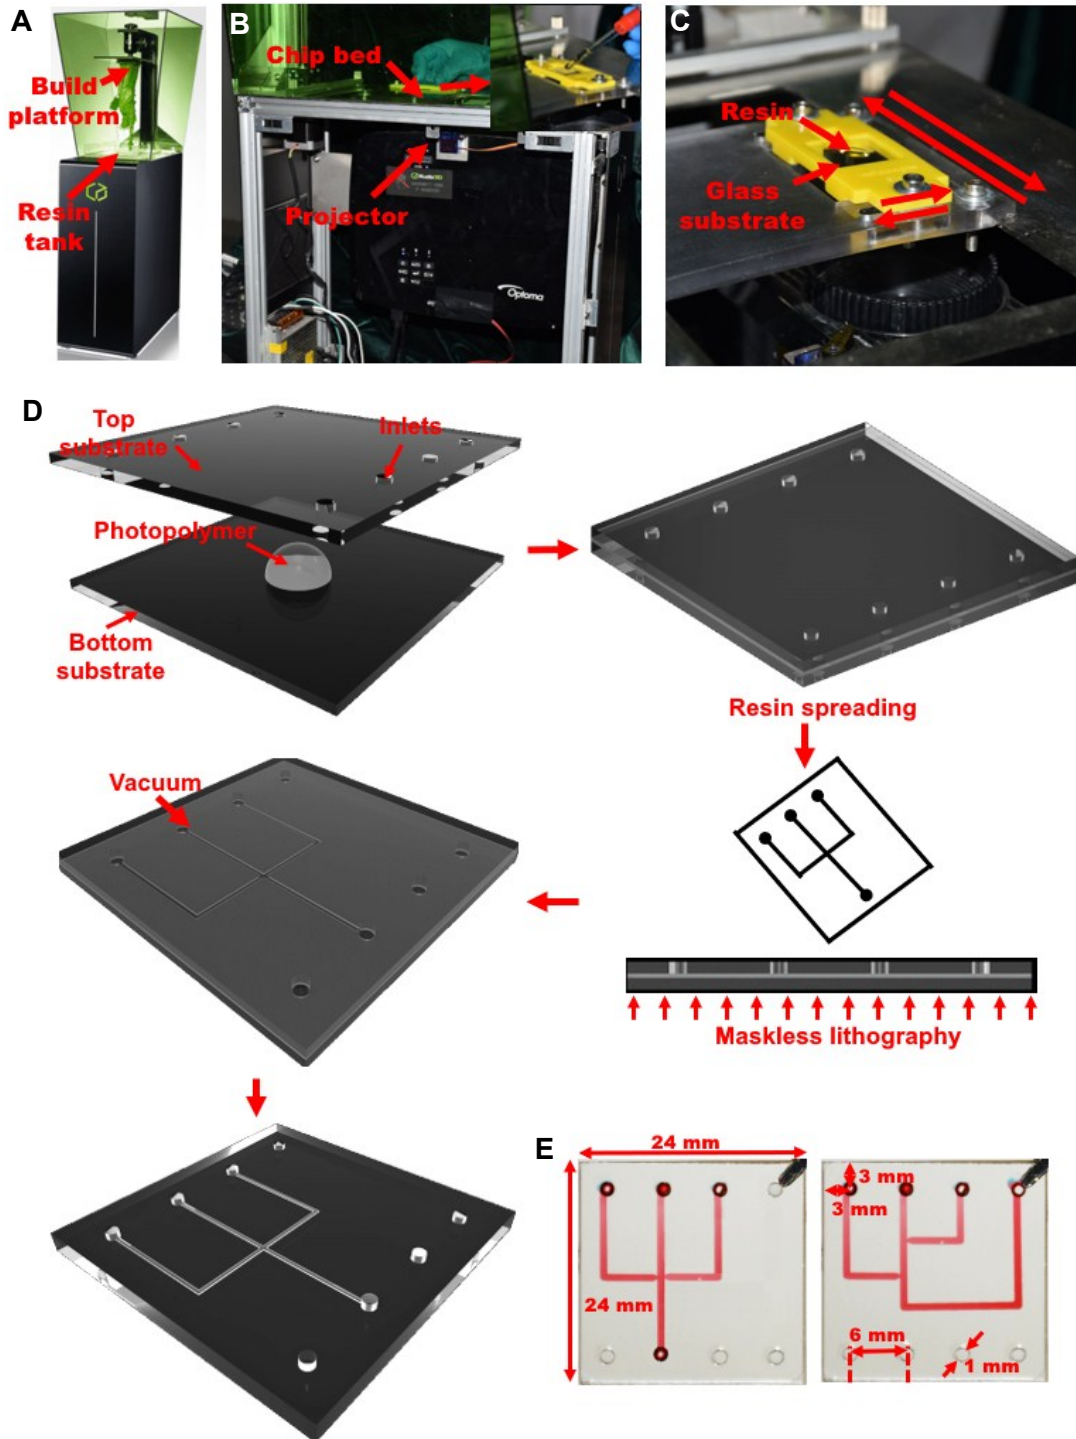 A
Build
platform
Resin
tank
B
Chip bed
Projector
Optoma
C
Resin
Glass
substrate
D
Top
substrate
Inlets
Photopolymer
Bottom
substrate
Resin spreading
Vacuum
Maskless lithography
E
24 mm
24 mm
3 mm
3 mm
6 mm
1 mm